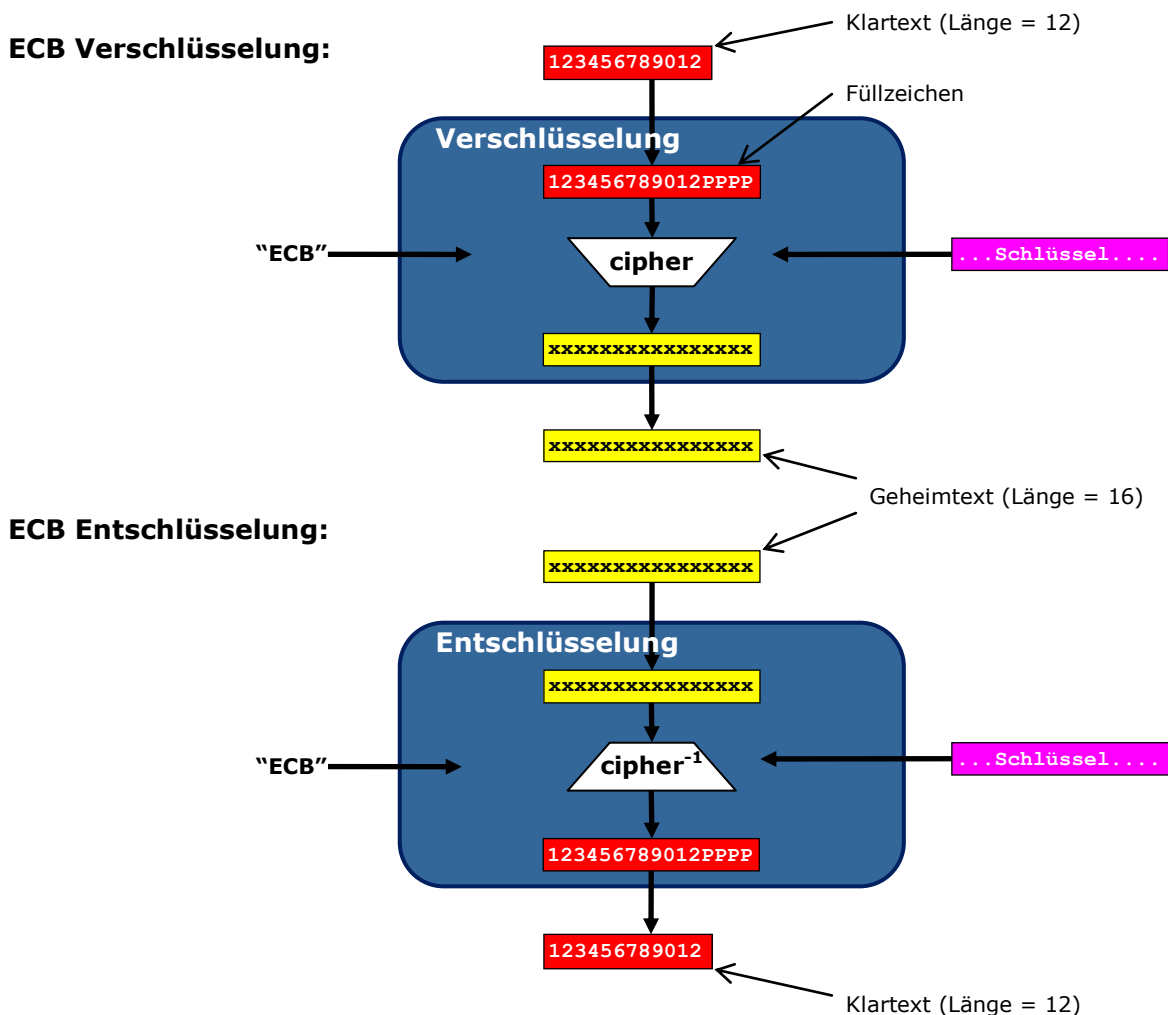 Klartext (Länge = 12)
ECB Verschlüsselung:
123456789012
Füllzeichen
Verschlüsselung
123456789012PPPP
“ECB”
cipher
...Schlüssel....
xxxxxxxxxxxxxxxx
xxxxxxxxxxxxxxxx
Geheimtext (Länge = 16)
ECB Entschlüsselung:
xxxxxxxxxxxxxxxx
Entschlüsselung
xxxxxxxxxxxxxxxx
“ECB”
cipher-1
...Schlüssel....
123456789012PPPP
123456789012
Klartext (Länge = 12)